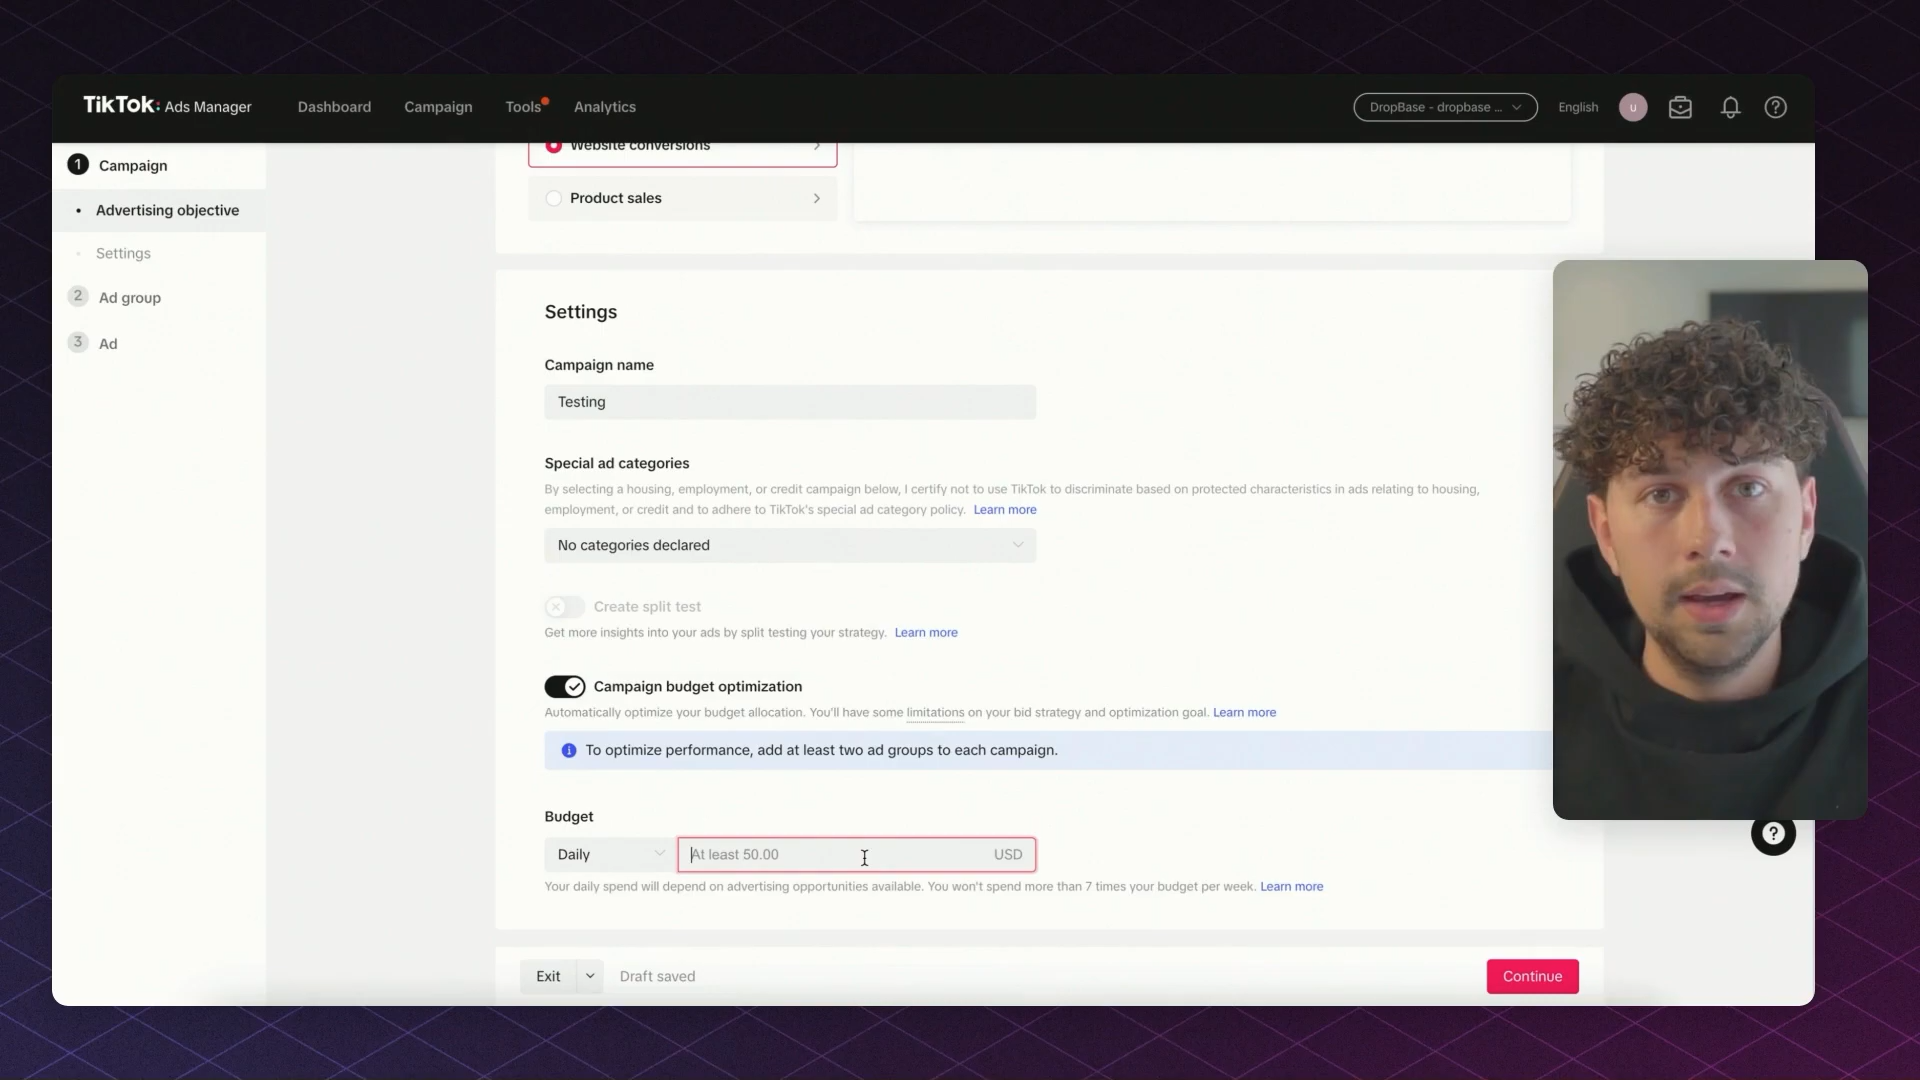 TikTok: Ads Manager
Dashboard
Campaign
Tools
Analytics
DropBase - dropbase ...
English
u
1 Campaign
Advertising objective
Settings
2 Ad group
3 Ad
Website conversions
Product sales
Settings
Campaign name
Testing
Special ad categories
By selecting a housing, employment, or credit campaign below, I certify not to use TikTok to discriminate based on protected characteristics in ads relating to housing,
employment, or credit and to adhere to TikTok's special ad category policy. Learn more
No categories declared
Create split test
Get more insights into your ads by split testing your strategy. Learn more
Campaign budget optimization
Automatically optimize your budget allocation. You'll have some limitations on your bid strategy and optimization goal. Learn more
To optimize performance, add at least two ad groups to each campaign.
Budget
Daily
At least 50.00
USD
Your daily spend will depend on advertising opportunities available. You won't spend more than 7 times your budget per week. Learn more
Exit
Draft saved
Continue